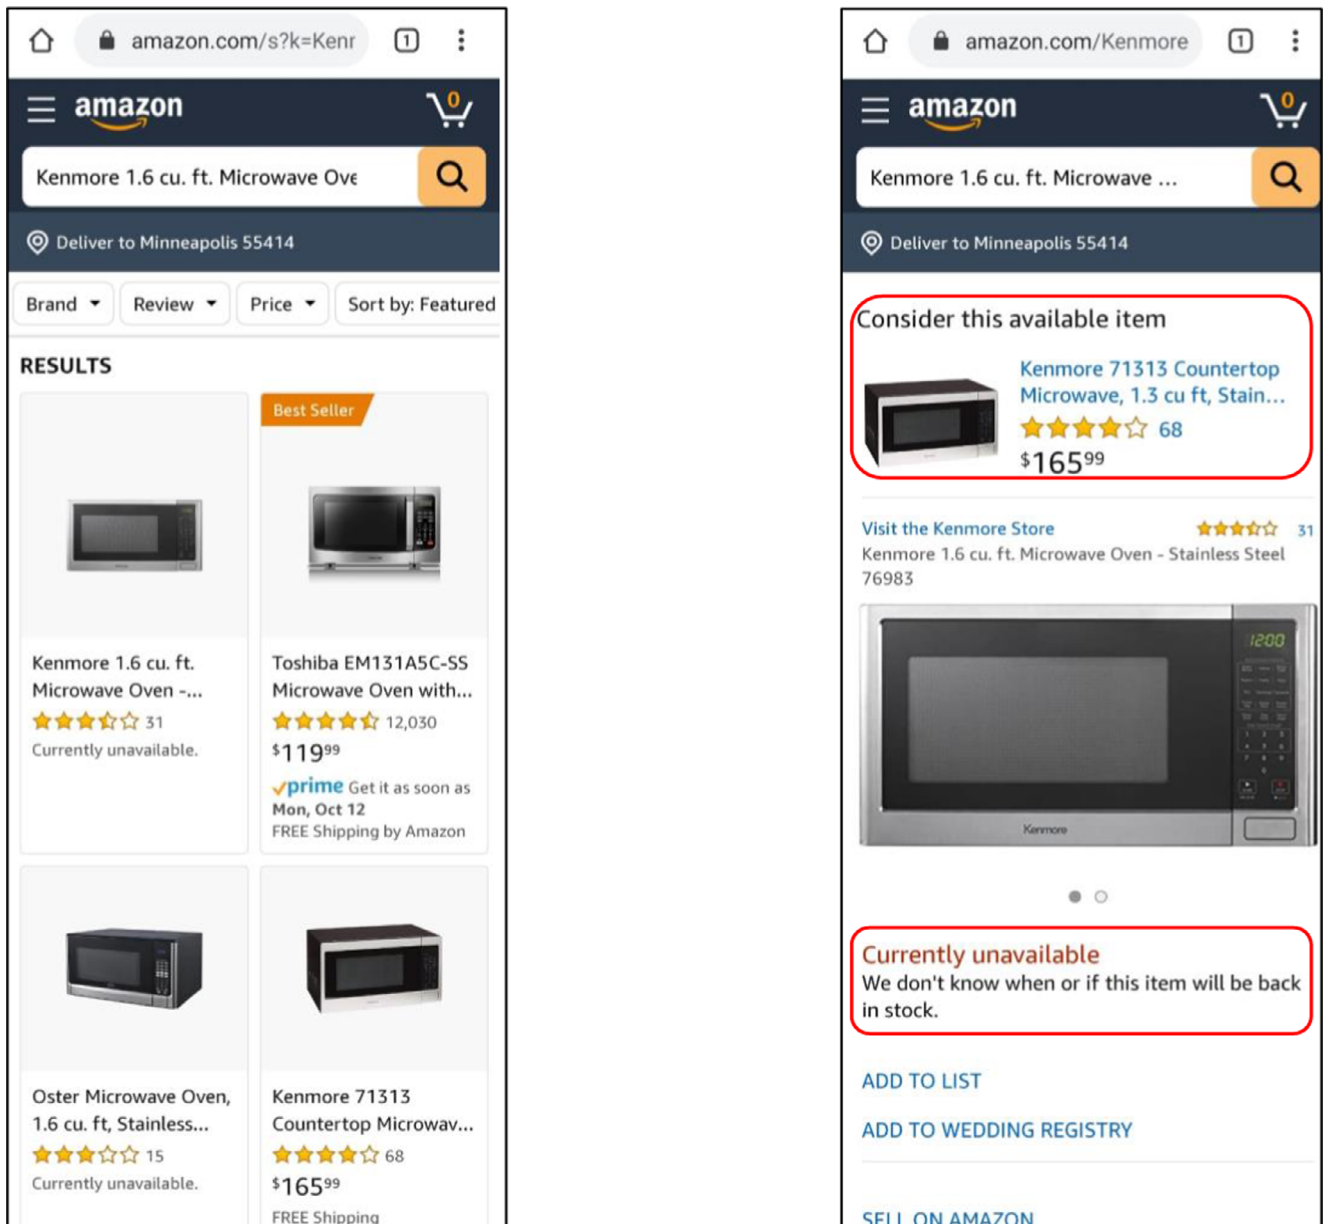 amazon.com/s?k=Kenr
1
amazon
0
Kenmore 1.6 cu. ft. Microwave Ove
Deliver to Minneapolis 55414
Brand
Review
Price
Sort by: Featured
RESULTS
Kenmore 1.6 cu. ft.
Microwave Oven -...
31
Currently unavailable.
Best Seller
Toshiba EM131A5C-SS
Microwave Oven with...
12,030
$119 99
prime Get it as soon as
Mon, Oct 12
FREE Shipping by Amazon
Oster Microwave Oven,
1.6 cu. ft, Stainless...
15
Currently unavailable.
Kenmore 71313
Countertop Microwav...
68
$165 99
FREE Shipping
amazon.com/Kenmore
1
amazon
0
Kenmore 1.6 cu. ft. Microwave ...
Deliver to Minneapolis 55414
Consider this available item
Kenmore 71313 Countertop
Microwave, 1.3 cu ft, Stain...
68
$165 99
Visit the Kenmore Store
31
Kenmore 1.6 cu. ft. Microwave Oven - Stainless Steel
76983
12:00
Kenmore
Currently unavailable
We don't know when or if this item will be back
in stock.
ADD TO LIST
ADD TO WEDDING REGISTRY
SELL ON AMAZON